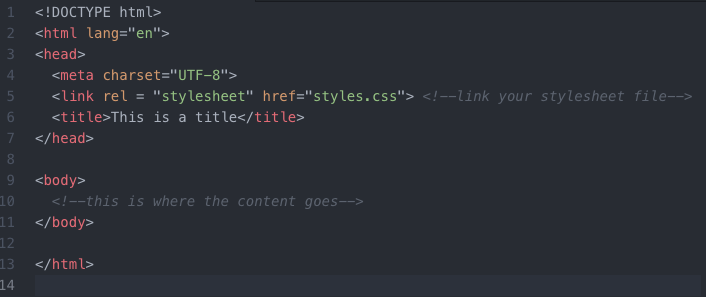 1 <!DOCTYPE html>
2 <html lang="en">
3 <head>
4   <meta charset="UTF-8">
5   <link rel = "stylesheet" href="styles.css"> <!--link your stylesheet file-->
6   <title>This is a title</title>
7 </head>
8
9 <body>
10   <!--this is where the content goes-->
11 </body>
12
13 </html>
14